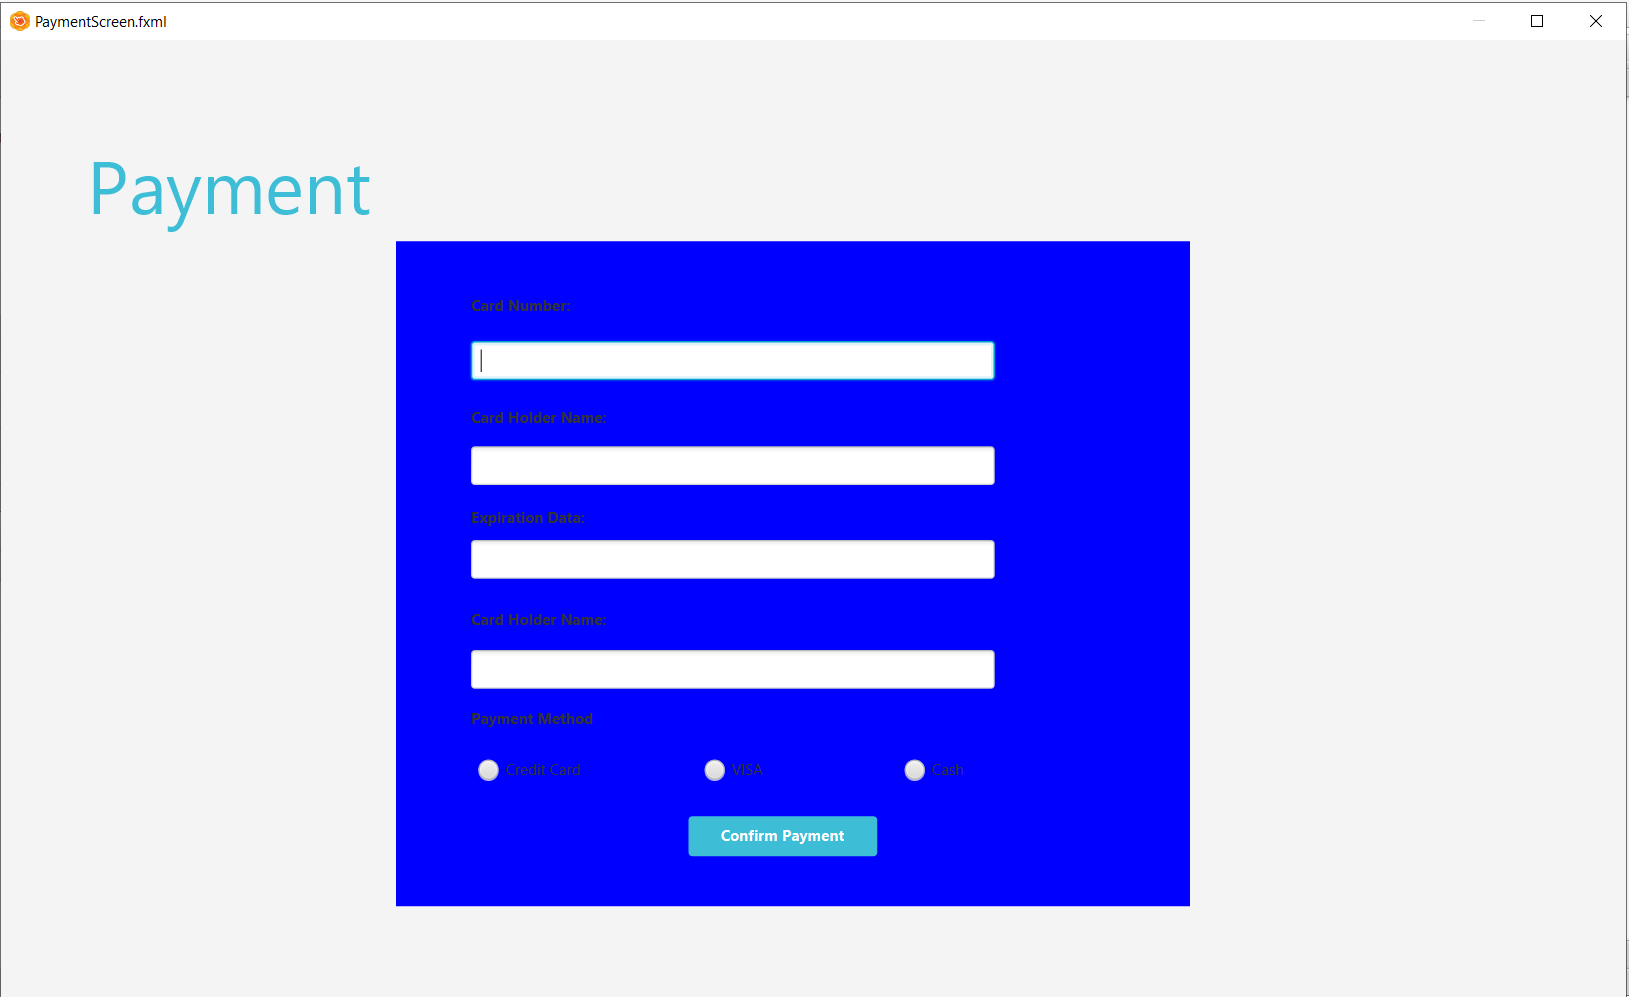 PaymentScreen.fxml
Payment
Card Number:
Card Holder Name:
Expiration Data:
Card Holder Name:
Payment Method
Credit Card VISA Cash
Confirm Payment